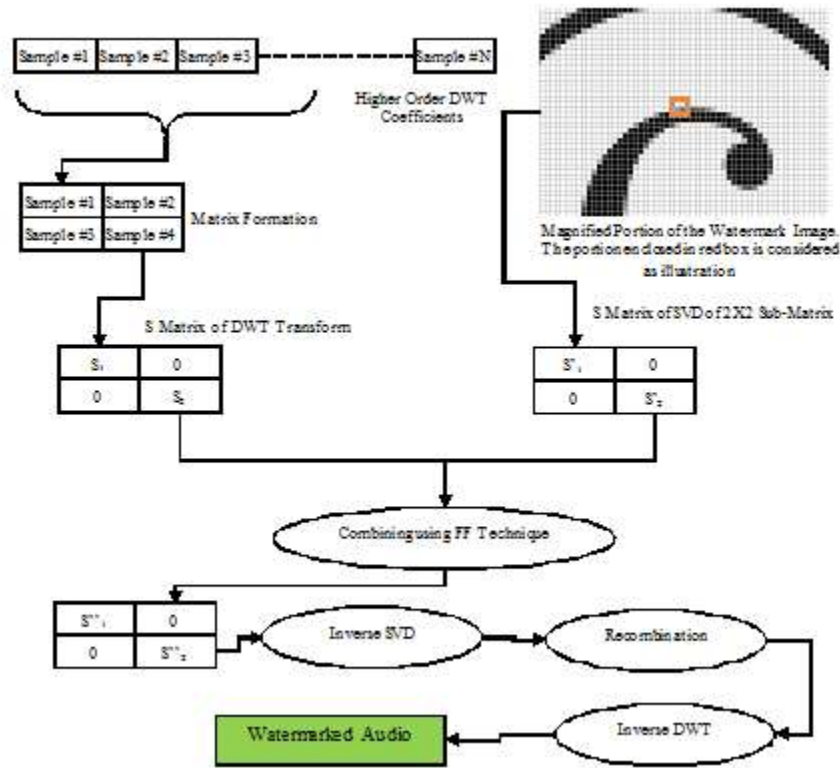 Sample #1 Sample #2 Sample #3 Sample #N
Higher Order DWT
Coefficients
Sample #1 Sample #2
Sample #3 Sample #4
Matrix Formation
Magnified Portion of the Watermark Image.
The portion enclosed in red box is considered
as illustration
S Matrix of DWT Transform
S Matrix of SVD of 2X2 Sub-Matrix
S₁ 0
0 S₂
S`₁ 0
0 S`₂
Combining using FF Technique
S``₁ 0
0 S``₂
Inverse SVD
Recombination
Inverse DWT
Watermarked Audio